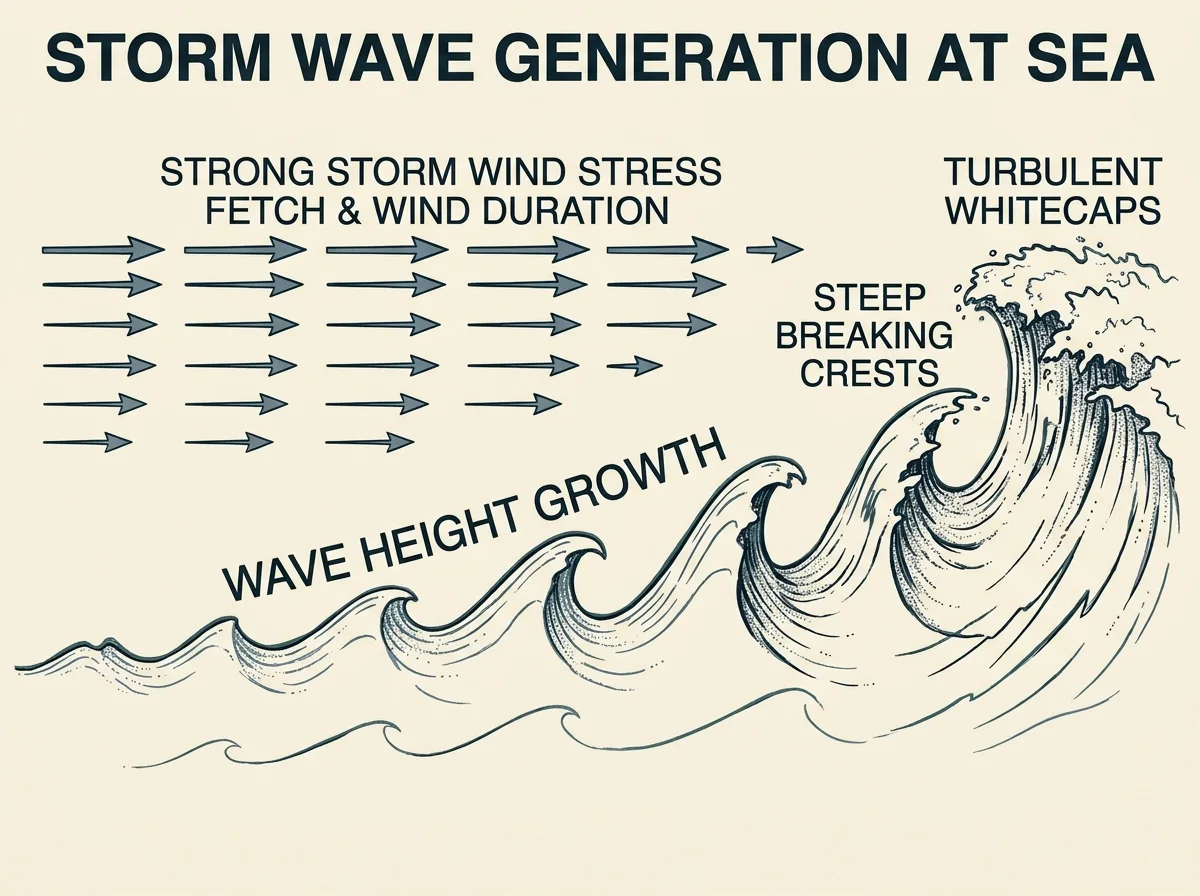 STORM WAVE GENERATION AT SEA
STRONG STORM WIND STRESS
FETCH & WIND DURATION
TURBULENT
WHITECAPS
STEEP
BREAKING
CRESTS
WAVE HEIGHT GROWTH